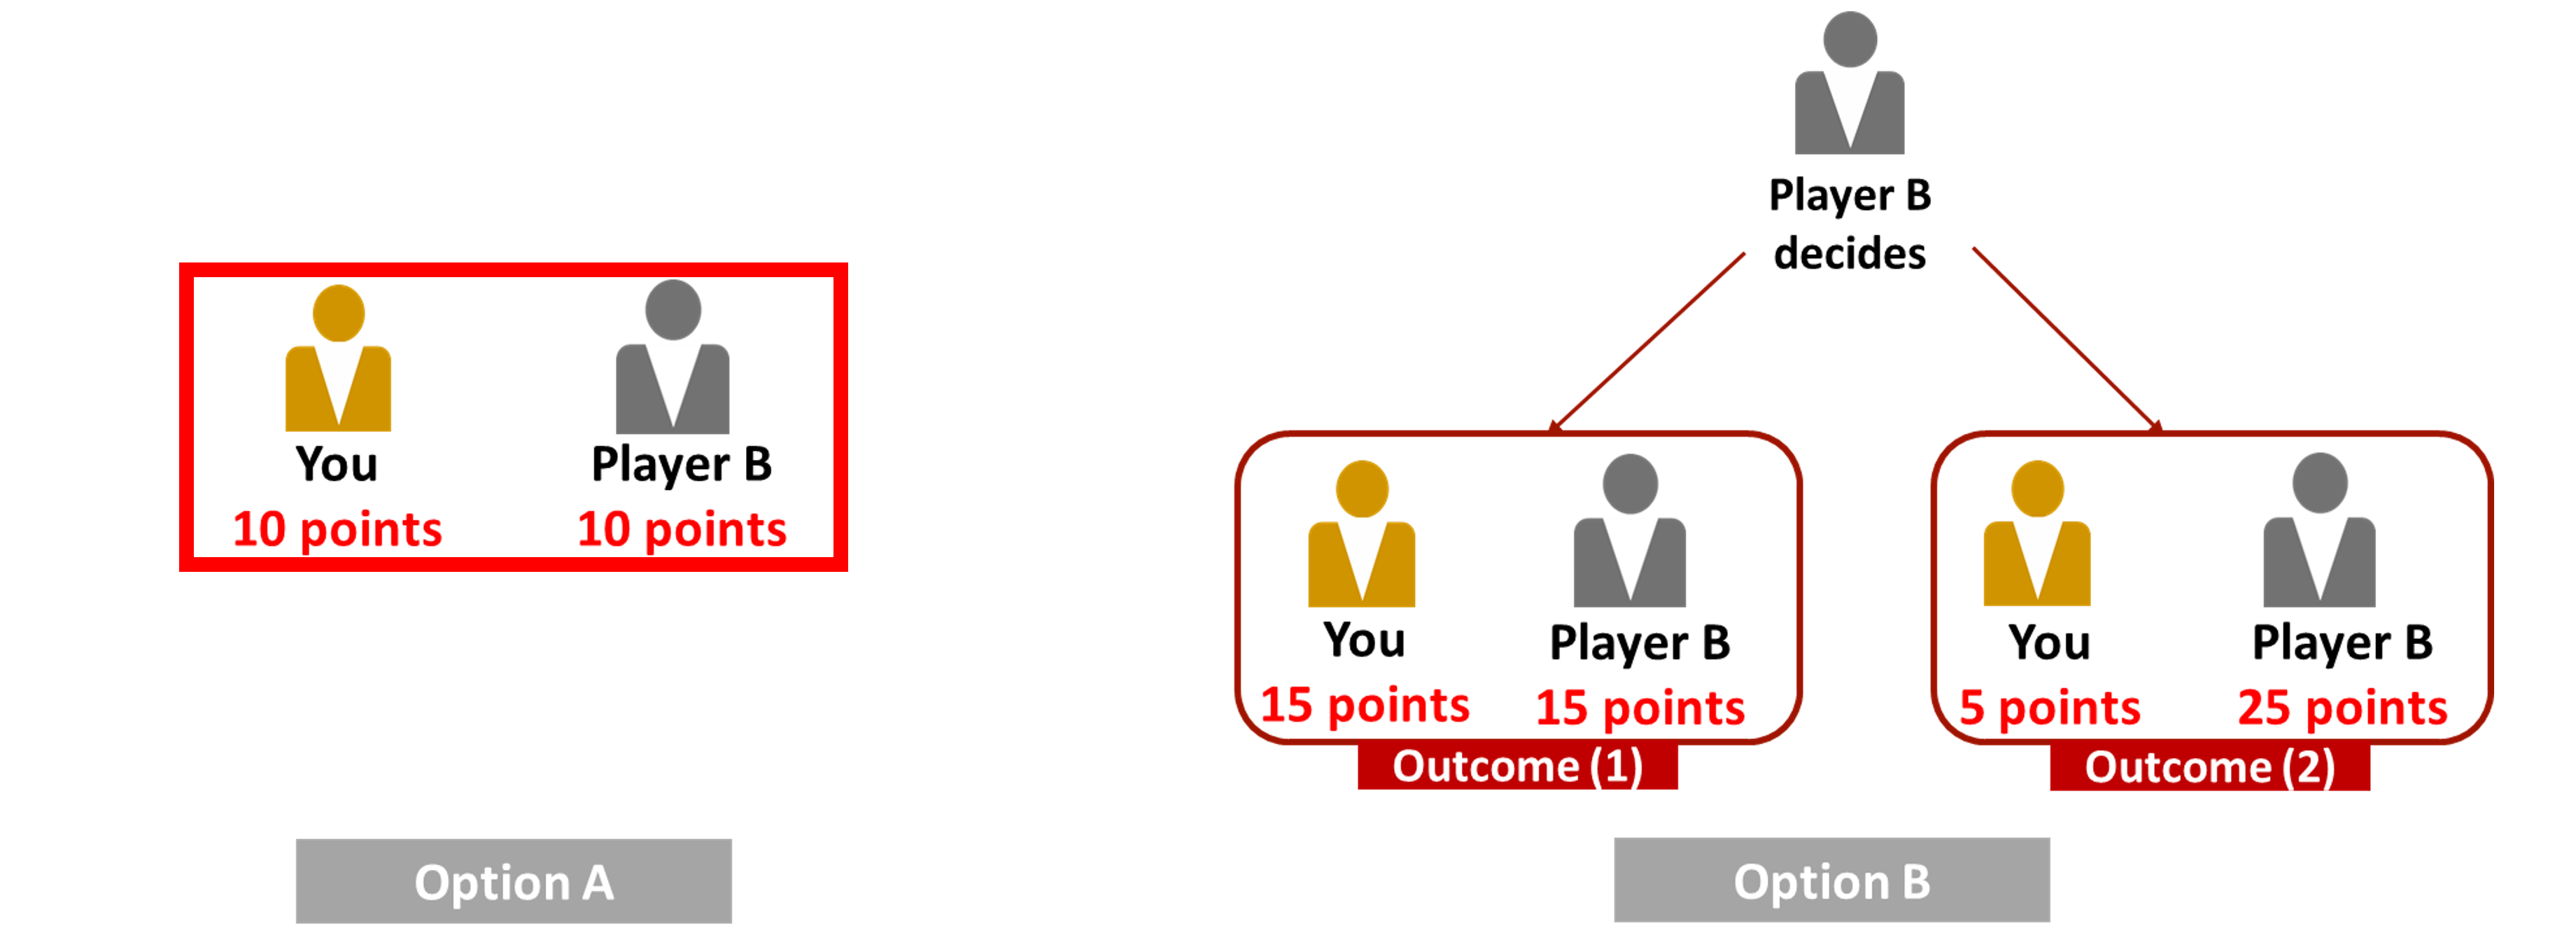 You
Player B
10 points
10 points
Option A
Player B
decides
You
Player B
15 points
15 points
Outcome (1)
You
Player B
5 points
25 points
Outcome (2)
Option B